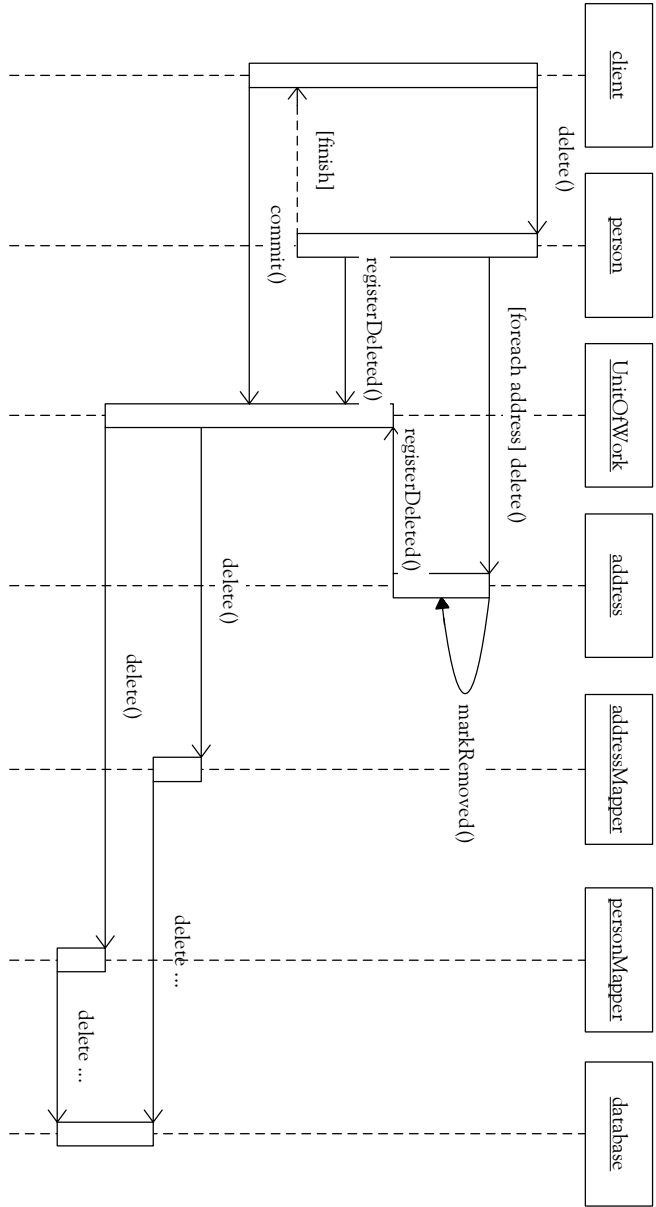 client
person
UnitOfWork
address
addressMapper
personMapper
database
delete()
[foreach address] delete()
markRemoved()
registerDeleted()
registerDeleted()
[finish]
commit()
delete()
delete ...
delete()
delete ...